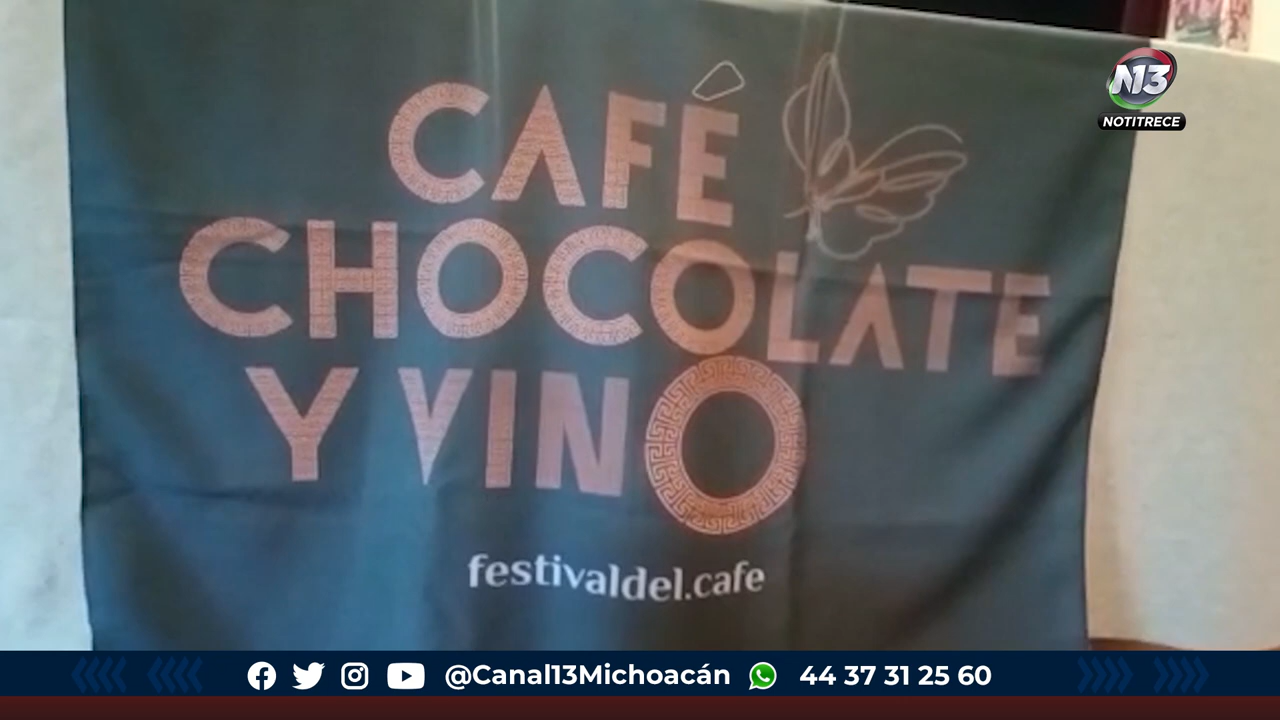 CAFÉ
CHOCOLATE
Y VINO
festivaldel.cafe
N13
NOTITRECE
@Canal13Michoacán 44 37 31 25 60